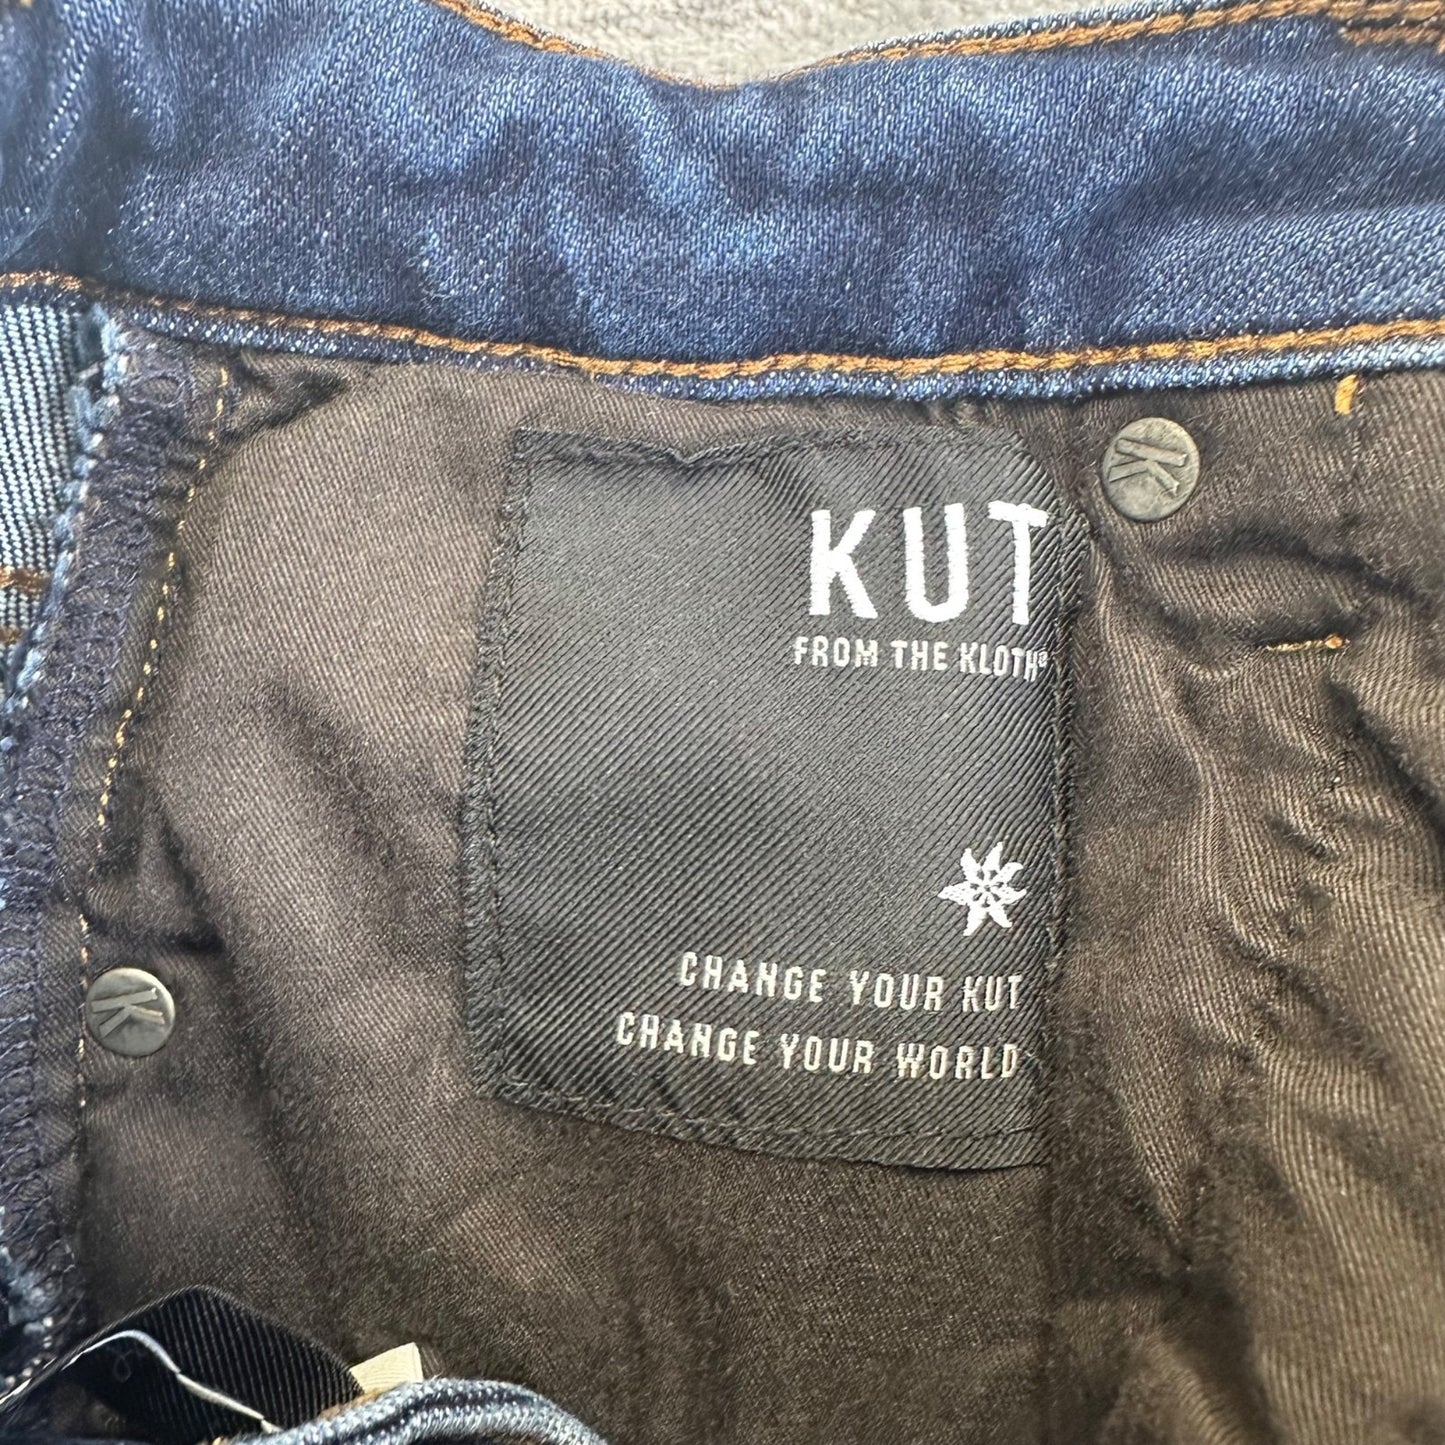 KUT
FROM THE KLOTH®
K
K
CHANGE YOUR KUT
CHANGE YOUR WORLD